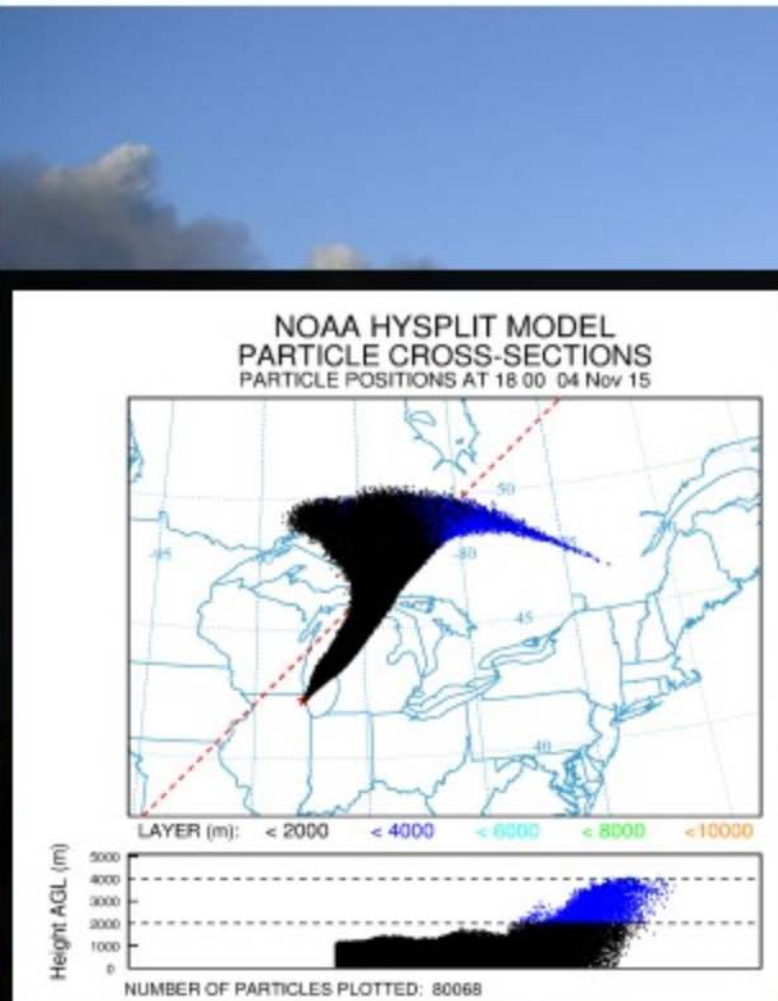 NOAA HYSPLIT MODEL
PARTICLE CROSS-SECTIONS
PARTICLE POSITIONS AT 18 00 04 Nov 15
50
80
45
40
LAYER (m): < 2000 < 4000 < 6000 < 8000 <10000
Height AGL (m)
5000
4000
3000
2000
1000
0
NUMBER OF PARTICLES PLOTTED: 80068